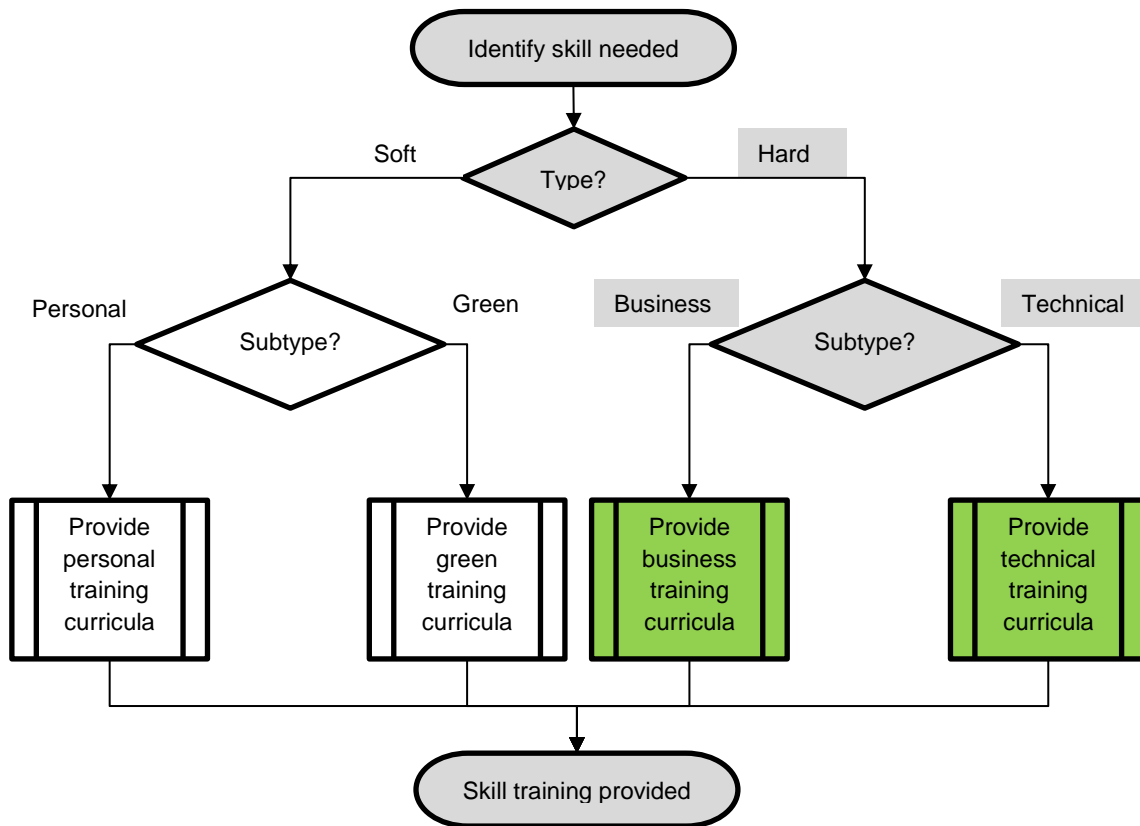 Identify skill needed
Soft
Hard
Type?
Personal
Green
Business
Technical
Subtype?
Subtype?
Provide
personal
training
curricula
Provide
green
training
curricula
Provide
business
training
curricula
Provide
technical
training
curricula
Skill training provided